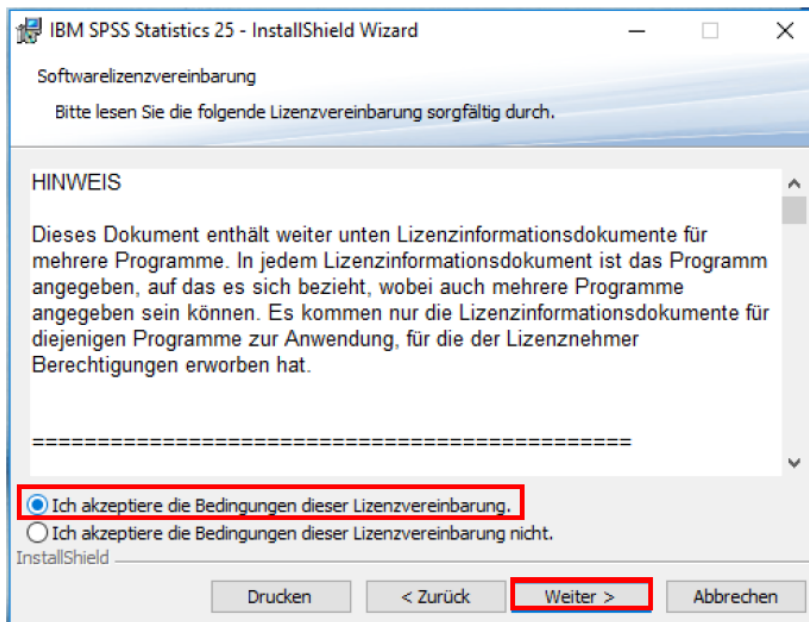 IBM SPSS Statistics 25 - InstallShield Wizard
Softwarelizenzvereinbarung
Bitte lesen Sie die folgende Lizenzvereinbarung sorgfältig durch.
HINWEIS
Dieses Dokument enthält weiter unten Lizenzinformationsdokumente für
mehrere Programme. In jedem Lizenzinformationsdokument ist das Programm
angegeben, auf das es sich bezieht, wobei auch mehrere Programme
angegeben sein können. Es kommen nur die Lizenzinformationsdokumente für
diejenigen Programme zur Anwendung, für die der Lizenznehmer
Berechtigungen erworben hat.
==============================================
Ich akzeptiere die Bedingungen dieser Lizenzvereinbarung.
Ich akzeptiere die Bedingungen dieser Lizenzvereinbarung nicht.
InstallShield
Drucken < Zurück Weiter > Abbrechen